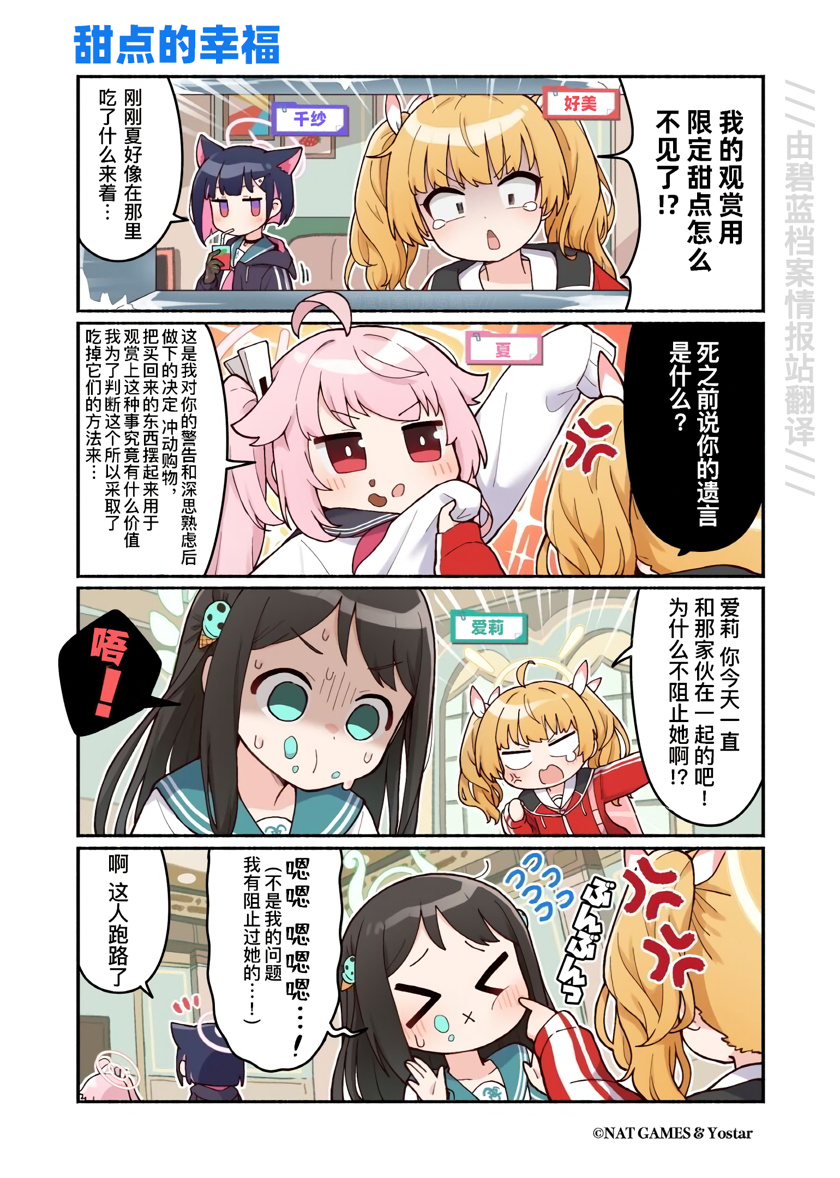 甜点的幸福
我的观赏用
限定甜点怎么
不见了!?
好美
千纱
刚刚夏好像在那里
吃了什么来着…
死之前说你的遗言
是什么?
夏
这是我对你的警告和深思熟虑后
做下的决定 冲动购物,
把买回来的东西摆起来用于
观赏上这种事究竟有什么价值
我为了判断这个所以采取了
吃掉它们的方法来…
爱莉 你今天一直
和那家伙在一起的吧!
为什么不阻止她啊!?
爱莉
唔!
ぶんぶんっ
嗯嗯 嗯嗯嗯…!
(不是我的问题
我有阻止过她的…!)
啊 这人跑路了
///由碧蓝档案情报站翻译///
©NAT GAMES & Yostar